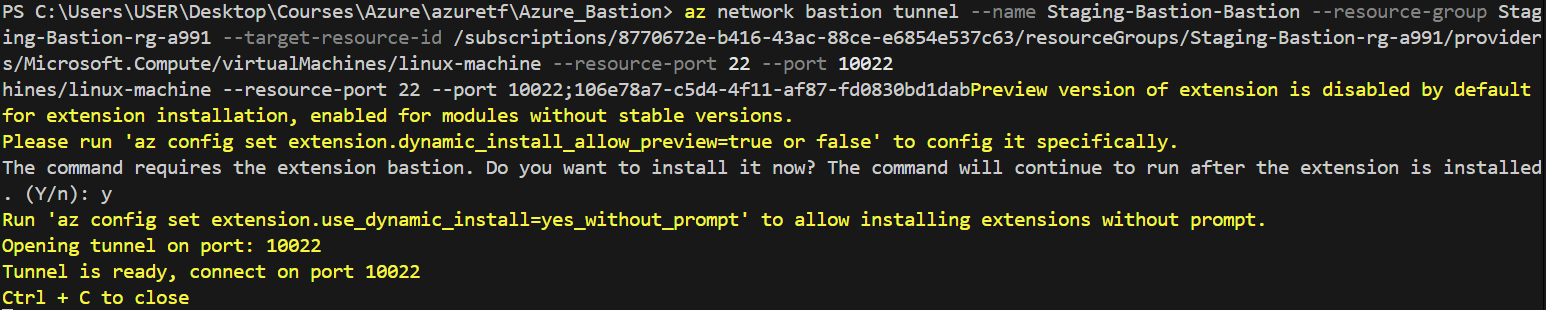 PS C:\Users\USER\Desktop\Courses\Azure\azuretf\Azure_Bastion> az network bastion tunnel --name Staging-Bastion-Bastion --resource-group Stag
ing-Bastion-rg-a991 --target-resource-id /subscriptions/8770672e-b416-43ac-88ce-e6854e537c63/resourceGroups/Staging-Bastion-rg-a991/provider
s/Microsoft.Compute/virtualMachines/linux-machine --resource-port 22 --port 10022
hines/linux-machine --resource-port 22 --port 10022;106e78a7-c5d4-4f11-af87-fd0830bd1dabPreview version of extension is disabled by default
for extension installation, enabled for modules without stable versions.
Please run 'az config set extension.dynamic_install_allow_preview=true or false' to config it specifically.
The command requires the extension bastion. Do you want to install it now? The command will continue to run after the extension is installed
. (Y/n): y
Run 'az config set extension.use_dynamic_install=yes_without_prompt' to allow installing extensions without prompt.
Opening tunnel on port: 10022
Tunnel is ready, connect on port 10022
Ctrl + C to close